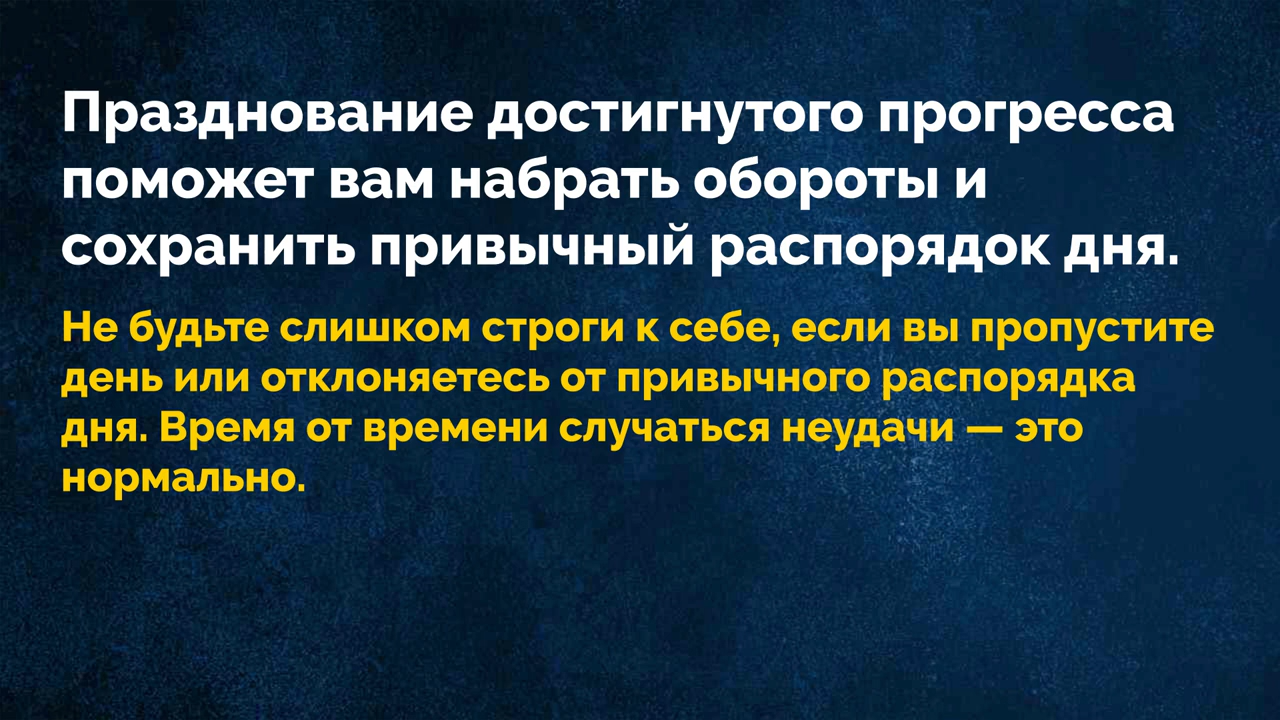 Празднование достигнутого прогресса
поможет вам набрать обороты и
сохранить привычный распорядок дня.
Не будьте слишком строги к себе, если вы пропустите
день или отклоняетесь от привычного распорядка
дня. Время от времени случаться неудачи — это
нормально.